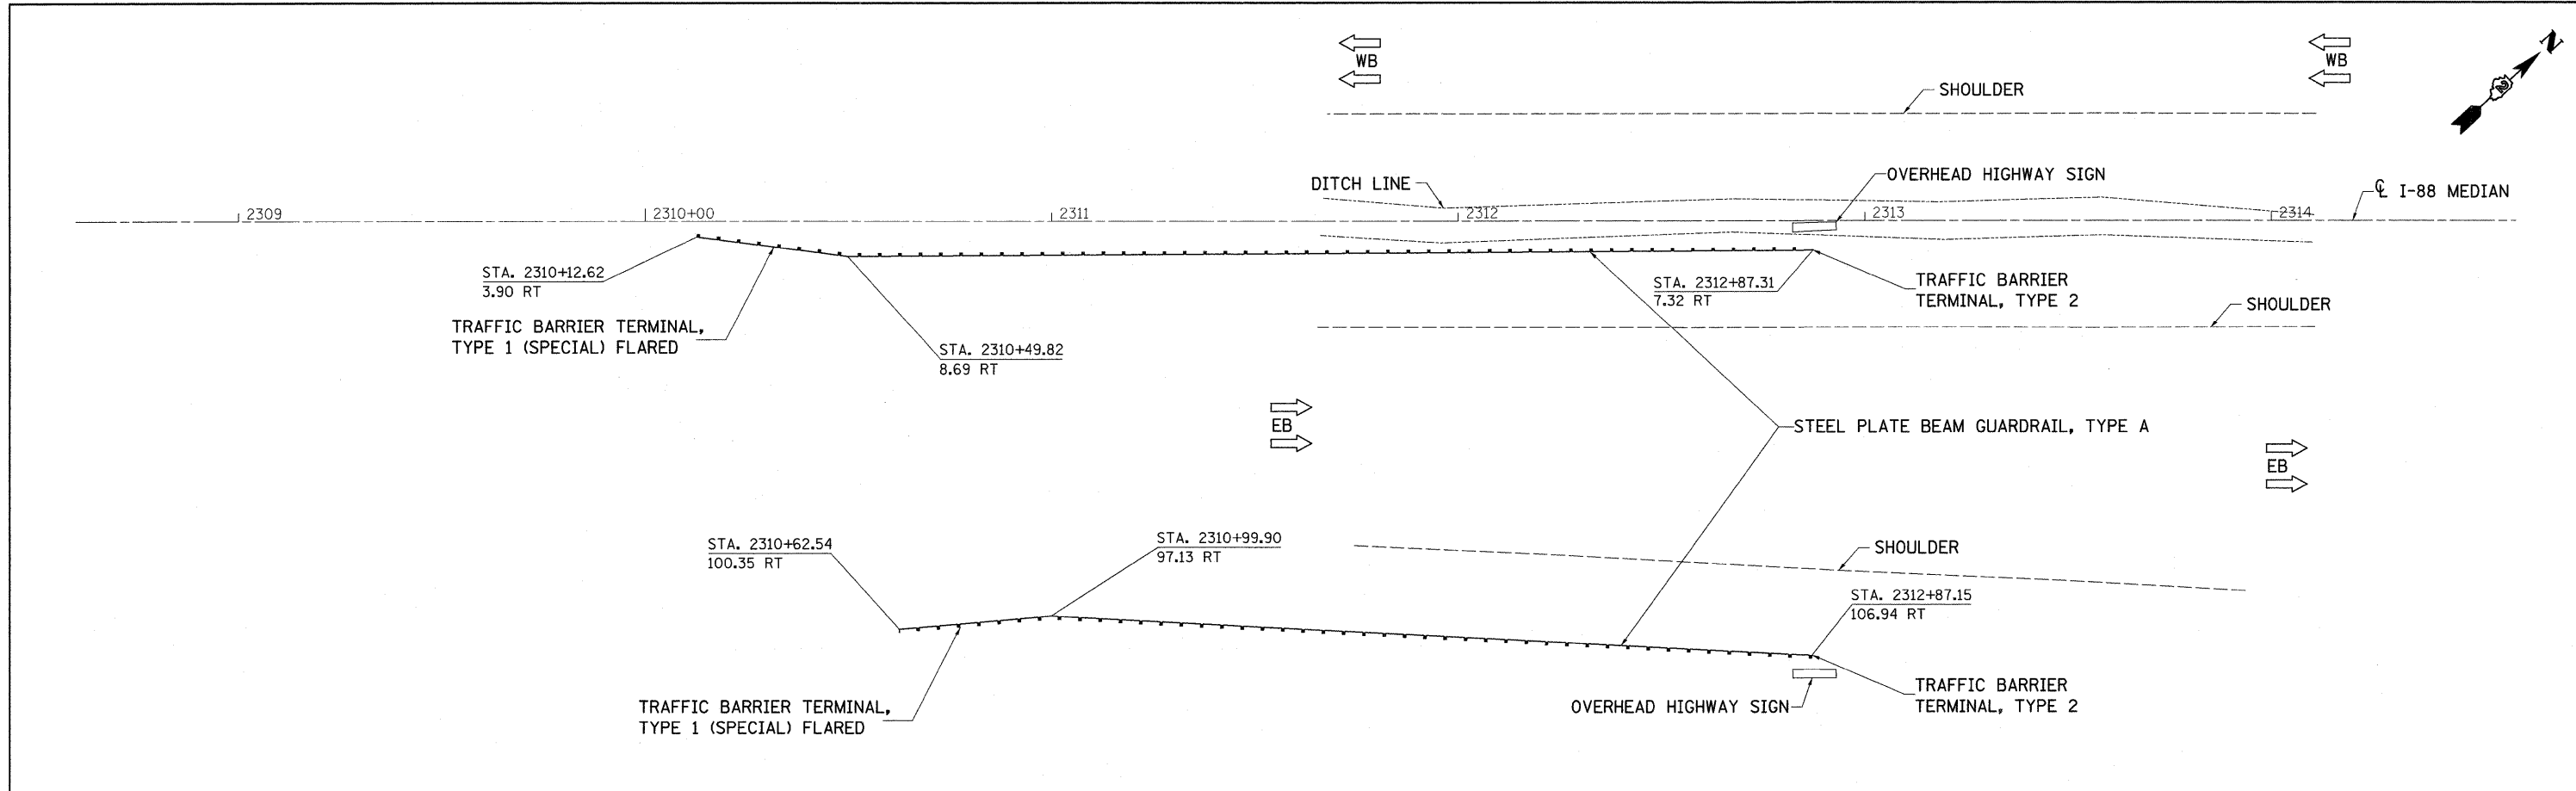 WB
WB
N
2
SHOULDER
DITCH LINE
OVERHEAD HIGHWAY SIGN
℄ I-88 MEDIAN
2309
2310+00
2311
2312
2313
2314
STA. 2310+12.62
3.90 RT
STA. 2312+87.31
7.32 RT
TRAFFIC BARRIER
TERMINAL, TYPE 2
SHOULDER
TRAFFIC BARRIER TERMINAL,
TYPE 1 (SPECIAL) FLARED
STA. 2310+49.82
8.69 RT
EB
STEEL PLATE BEAM GUARDRAIL, TYPE A
EB
STA. 2310+62.54
100.35 RT
STA. 2310+99.90
97.13 RT
SHOULDER
STA. 2312+87.15
106.94 RT
TRAFFIC BARRIER
TERMINAL, TYPE 2
OVERHEAD HIGHWAY SIGN
TRAFFIC BARRIER TERMINAL,
TYPE 1 (SPECIAL) FLARED